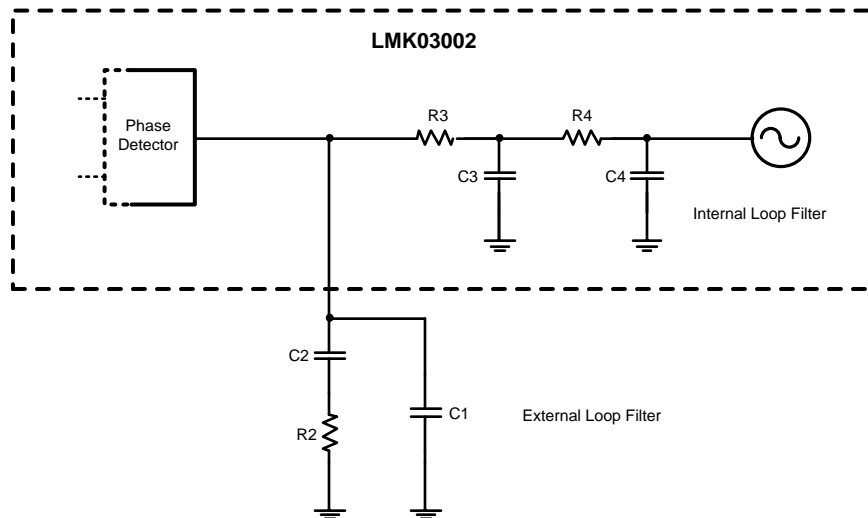 LMK03002
Phase
Detector
R3
R4
C3
C4
Internal Loop Filter
C2
C1
R2
External Loop Filter